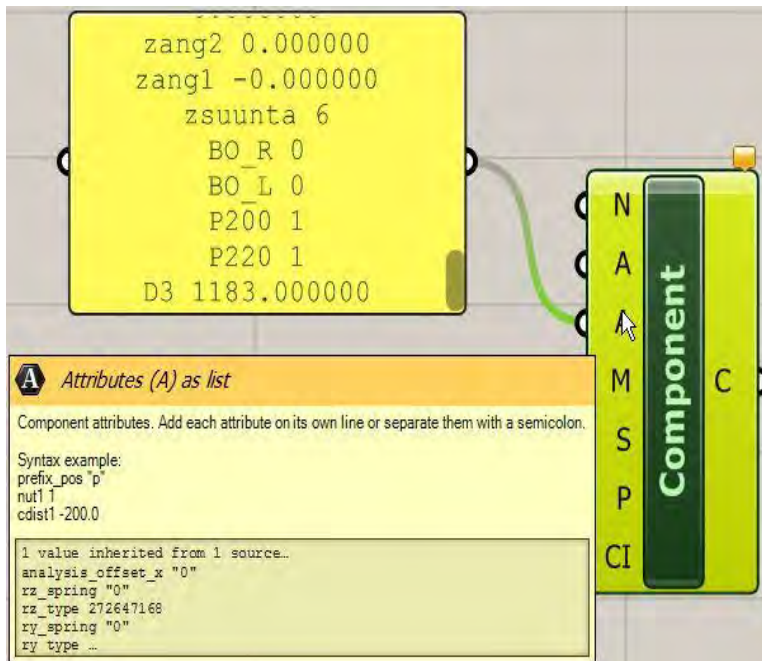 zang2 0.000000
zang1 -0.000000
zsuunta 6
BO_R 0
BO_L 0
P200 1
P220 1
D3 1183.000000
N
A
A
M
S
P
CI
Component
C
A Attributes (A) as list
Component attributes. Add each attribute on its own line or separate them with a semicolon.
Syntax example:
prefix_pos "p"
nut1 1
cdist1 -200.0
1 value inherited from 1 source…
analysis_offset_x "0"
rz_spring "0"
rz_type 272647168
ry_spring "0"
ry type …